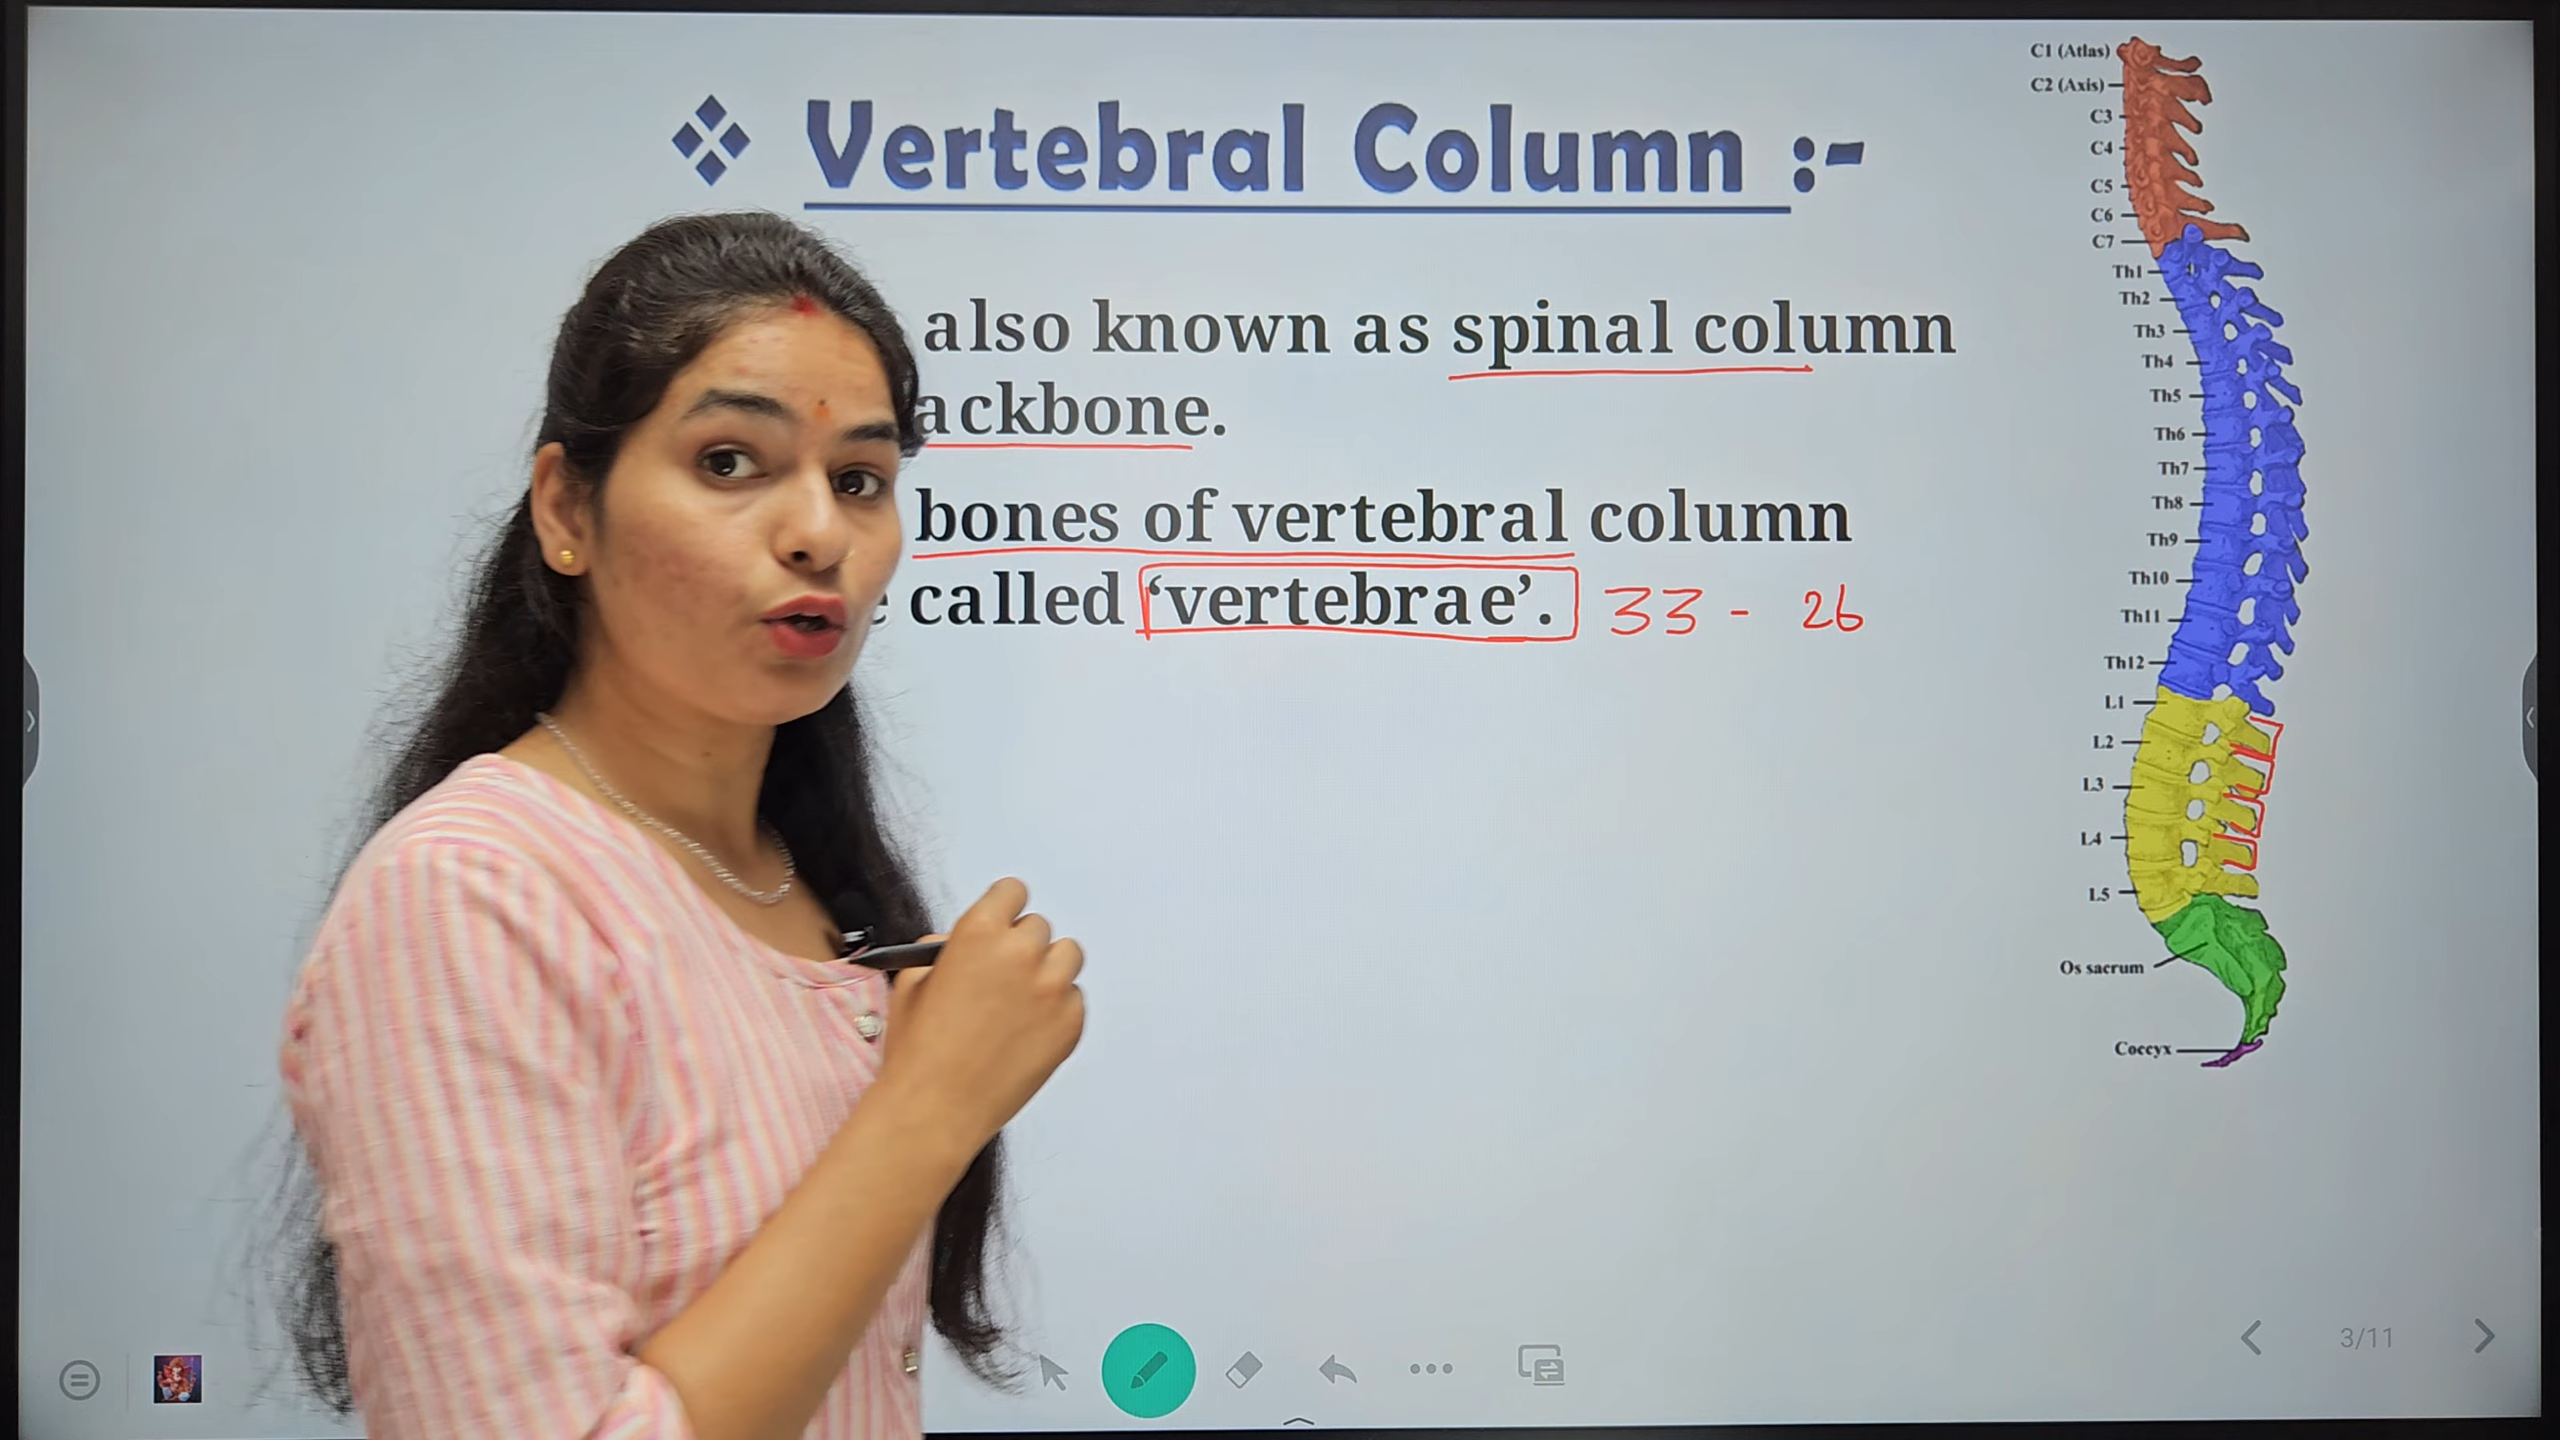 Vertebral Column :-
also known as spinal column
ackbone.
bones of vertebral column
e called ‘vertebrae’. 33 - 26
C1 (Atlas)
C2 (Axis)
C3
C4
C5
C6
C7
Th1
Th2
Th3
Th4
Th5
Th6
Th7
Th8
Th9
Th10
Th11
Th12
L1
L2
L3
L4
L5
Os sacrum
Coccyx
3/11